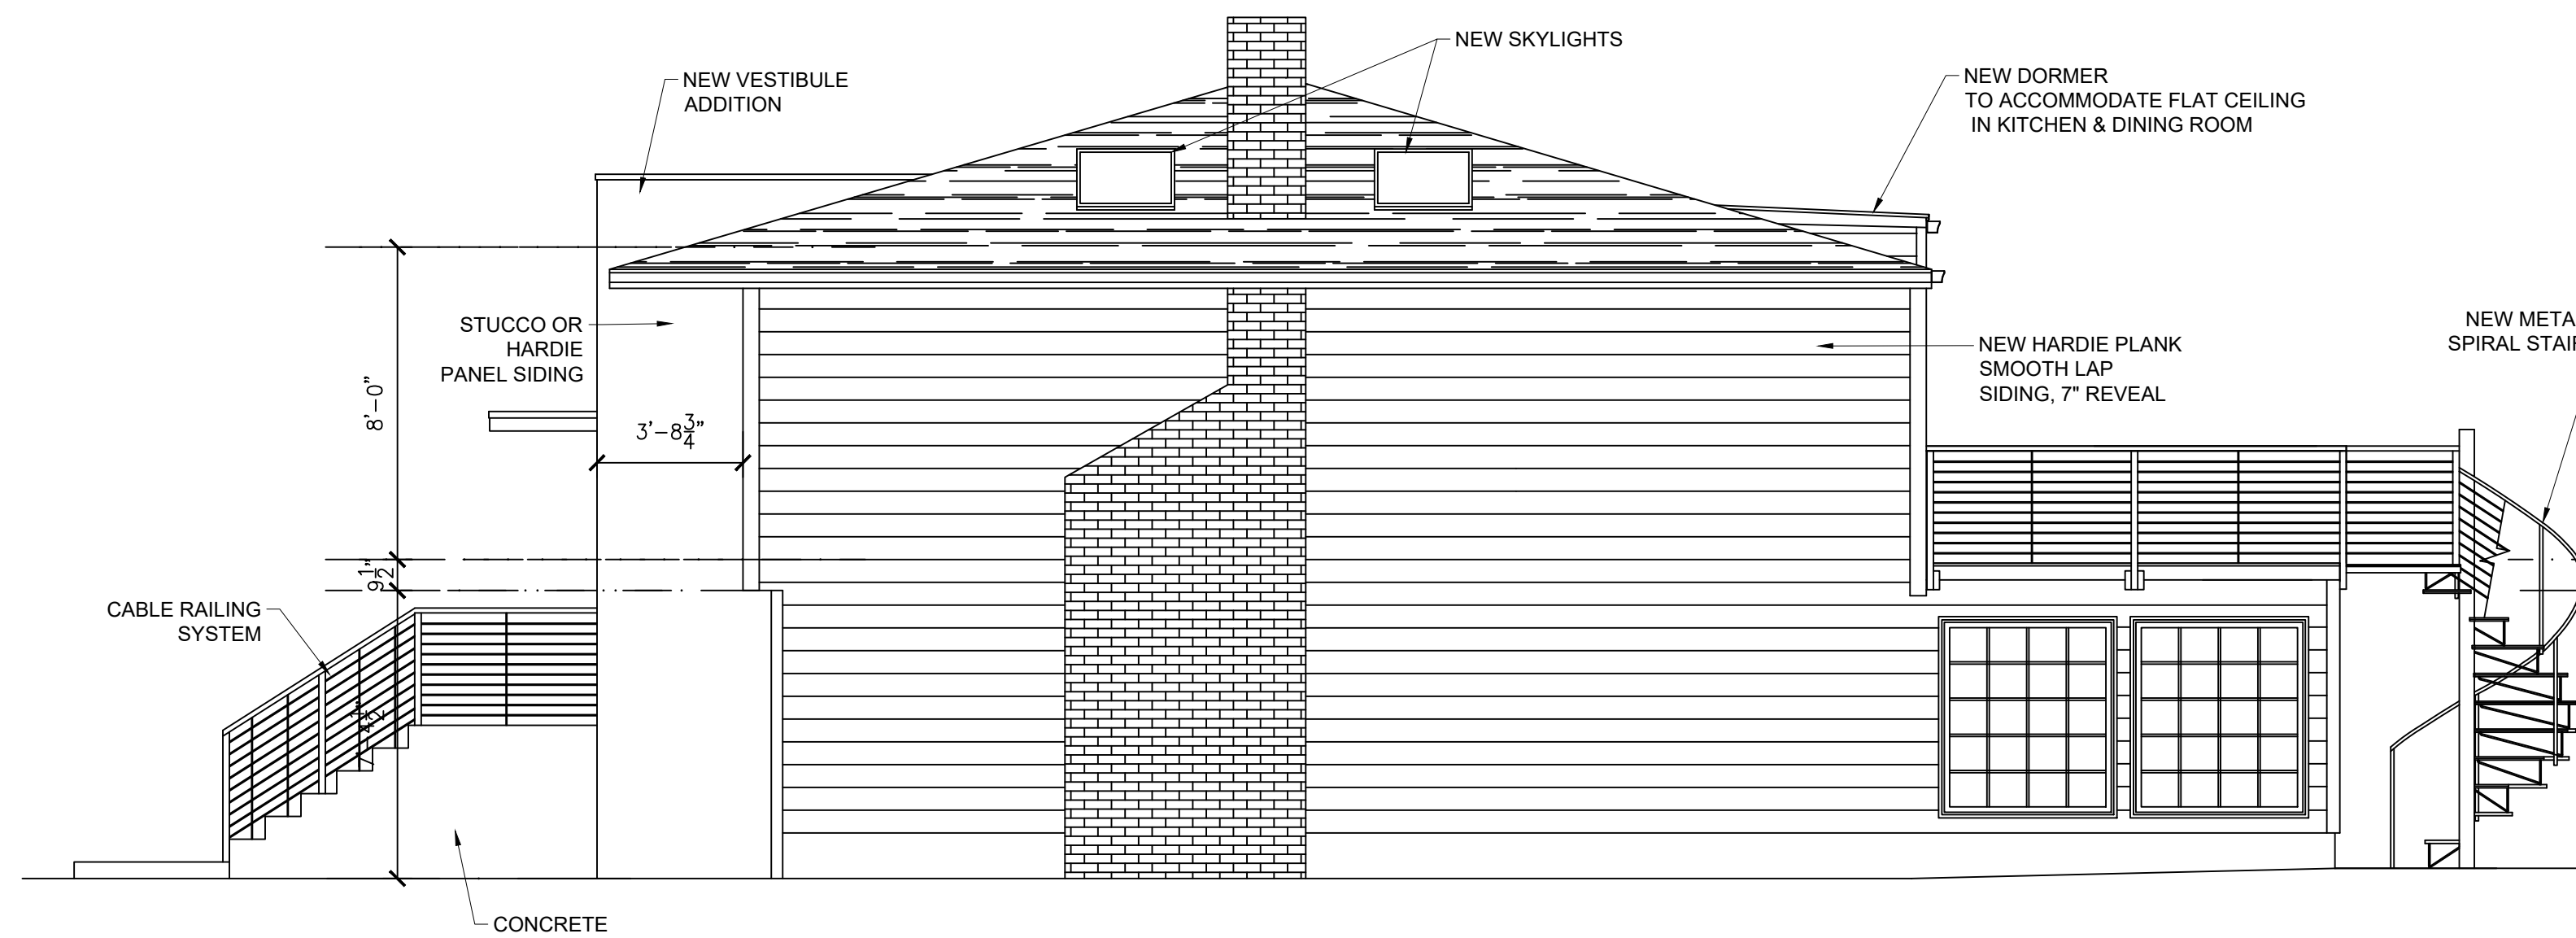 NEW SKYLIGHTS
NEW VESTIBULE
ADDITION
NEW DORMER
TO ACCOMMODATE FLAT CEILING
IN KITCHEN & DINING ROOM
STUCCO OR
HARDIE
PANEL SIDING
NEW HARDIE PLANK
SMOOTH LAP
SIDING, 7" REVEAL
NEW
SPIRAL
8'-0"
3'-8 3/4"
9 1/2"
CABLE RAILING
SYSTEM
CONCRETE